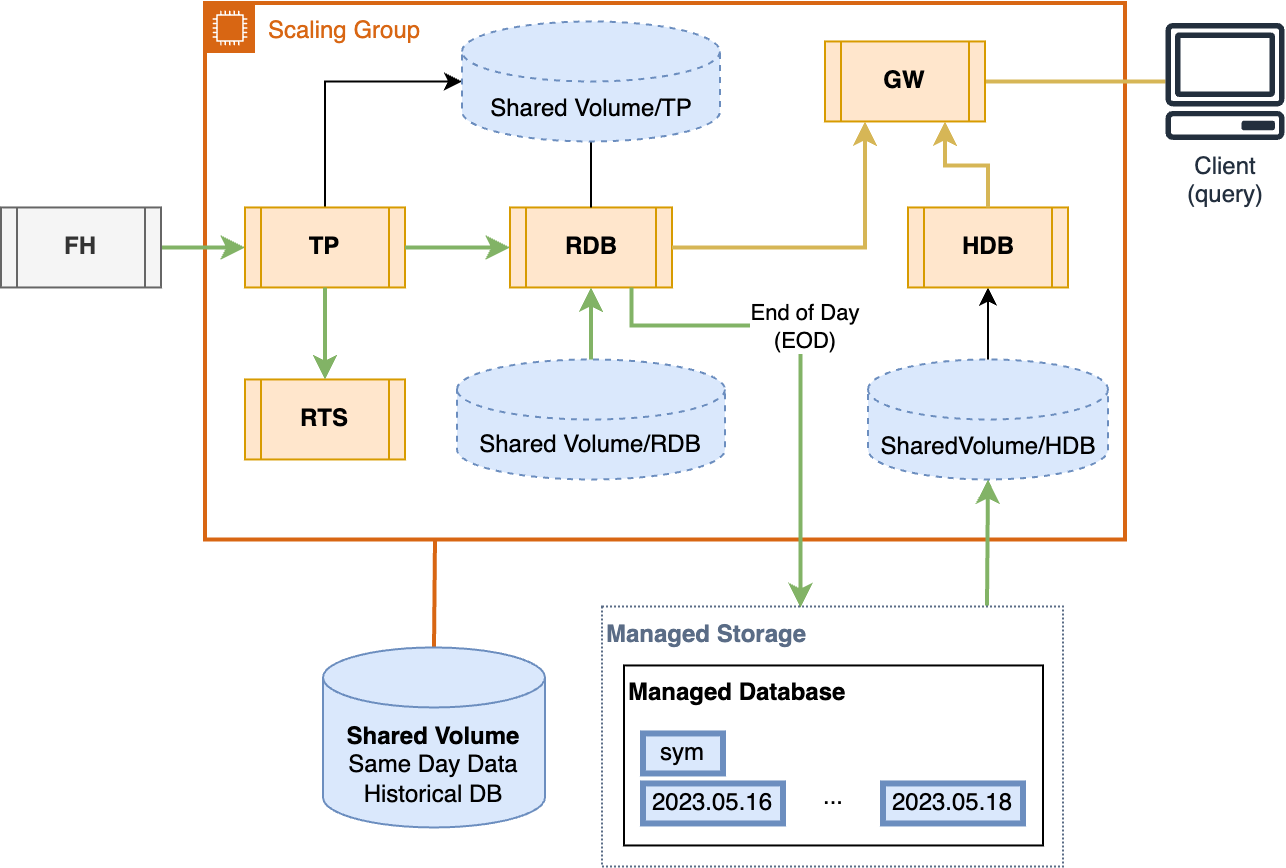 Scaling Group
Shared Volume/TP
GW
Client
(query)
FH
TP
RDB
HDB
End of Day
(EOD)
RTS
Shared Volume/RDB
SharedVolume/HDB
Managed Storage
Managed Database
Shared Volume
Same Day Data
Historical DB
sym
2023.05.16
...
2023.05.18